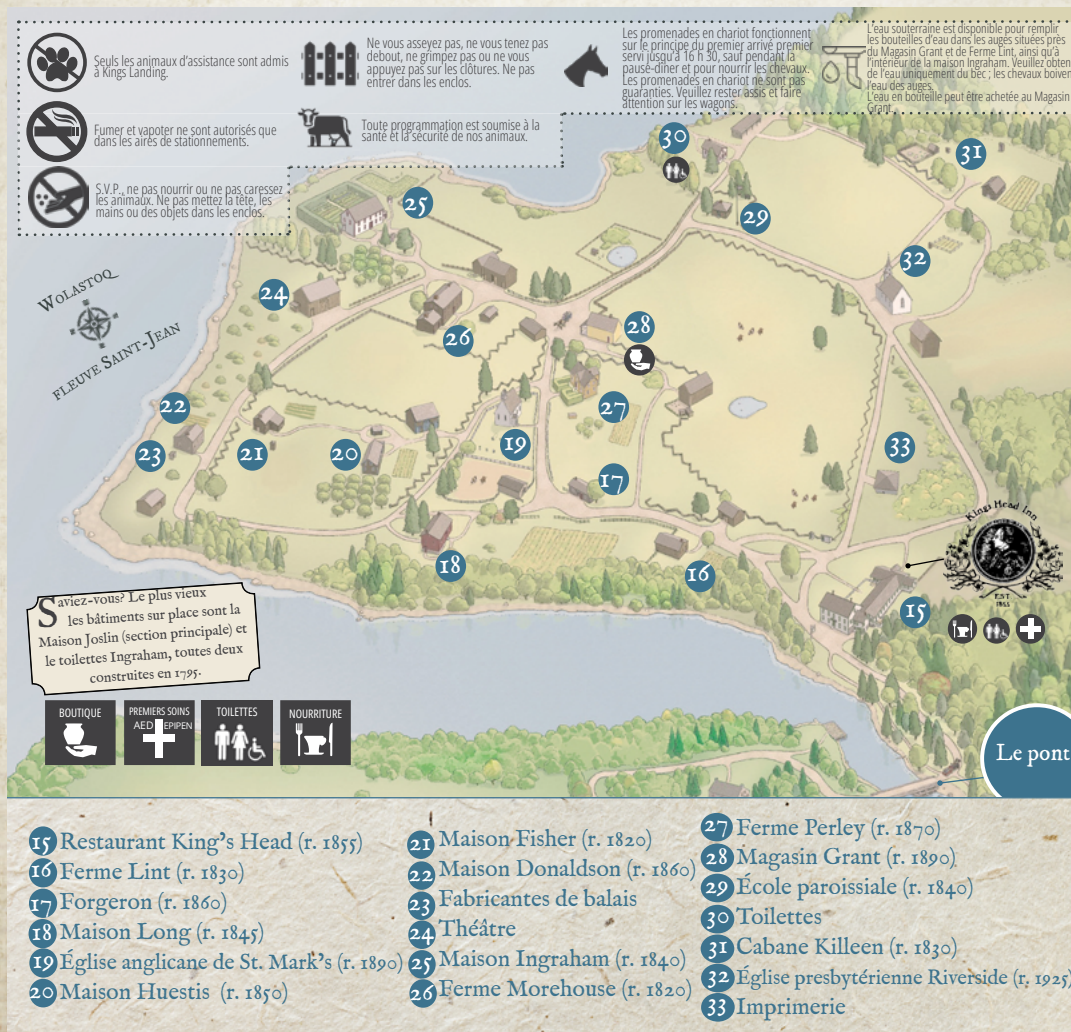 Seuls les animaux d'assistance sont admis
à Kings Landing.
Fumer et vapoter ne sont autorisés que
dans les aires de stationnements.
S.V.P., ne pas nourrir ou ne pas caressez
les animaux. Ne pas mettez la tête, les
mains ou des objets dans les enclos.
Ne vous asseyez pas, ne vous tenez pas
debout, ne grimpez pas ou ne vous
appuyez pas sur les clôtures. Ne pas
entrer dans les enclos.
Toute programmation est soumise à la
santé et la sécurité de nos animaux.
Les promenades en chariot fonctionnent
sur le principe du premier arrivé premier
servi jusqu'à 16 h 30, sauf pendant la
pause-dîner et pour nourrir les chevaux.
Les promenades en chariot ne sont pas
guaranties. Veuillez rester assis et faire
attention sur les wagons.
L'eau souterraine est disponible pour remplir
les bouteilles d'eau dans les auges situées près
du Magasin Grant et de Ferme Lint, ainsi qu'à
l'intérieur de la maison Ingraham. Veuillez obten
de l'eau uniquement du bec ; les chevaux boiven
l'eau des auges.
L'eau en bouteille peut être achetée au Magasin
Grant.
30
31
25
29
32
24
Wolastoq
fleuve Saint-Jean
26
28
22
27
23
21
20
19
33
17
18
16
Kings Head Inn
EST
1855
15
Saviez-vous? Le plus vieux
les bâtiments sur place sont la
Maison Joslin (section principale) et
le toilettes Ingraham, toutes deux
construites en 1795.
BOUTIQUE
PREMIERS SOINS
AED EPIPEN
TOILETTES
NOURRITURE
Le pont
15 Restaurant King's Head (r. 1855)
16 Ferme Lint (r. 1830)
17 Forgeron (r. 1860)
18 Maison Long (r. 1845)
19 Église anglicane de St. Mark's (r. 1890)
20 Maison Huestis (r. 1850)
21 Maison Fisher (r. 1820)
22 Maison Donaldson (r. 1860)
23 Fabricantes de balais
24 Théâtre
25 Maison Ingraham (r. 1840)
26 Ferme Morehouse (r. 1820)
27 Ferme Perley (r. 1870)
28 Magasin Grant (r. 1890)
29 École paroissiale (r. 1840)
30 Toilettes
31 Cabane Killeen (r. 1830)
32 Église presbytérienne Riverside (r. 1925)
33 Imprimerie